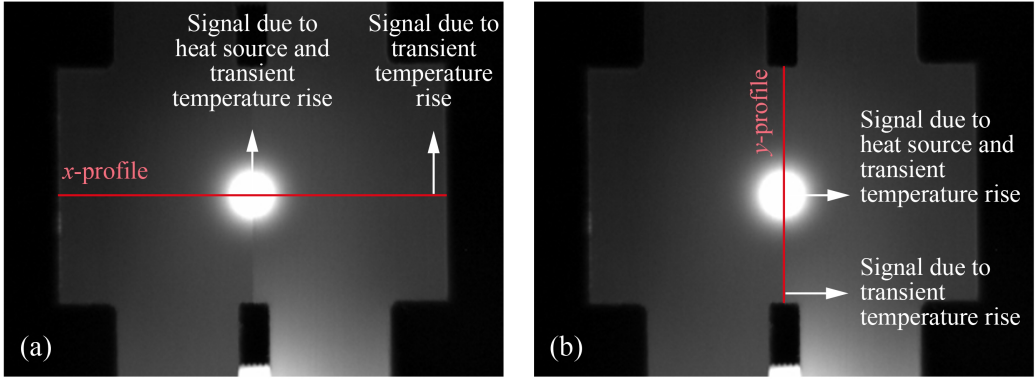 Signal due to
heat source and
transient
temperature rise
Signal due to
transient
temperature
rise
x-profile
(a)
y-profile
Signal due to
heat source and
transient
temperature rise
Signal due to
transient
temperature rise
(b)